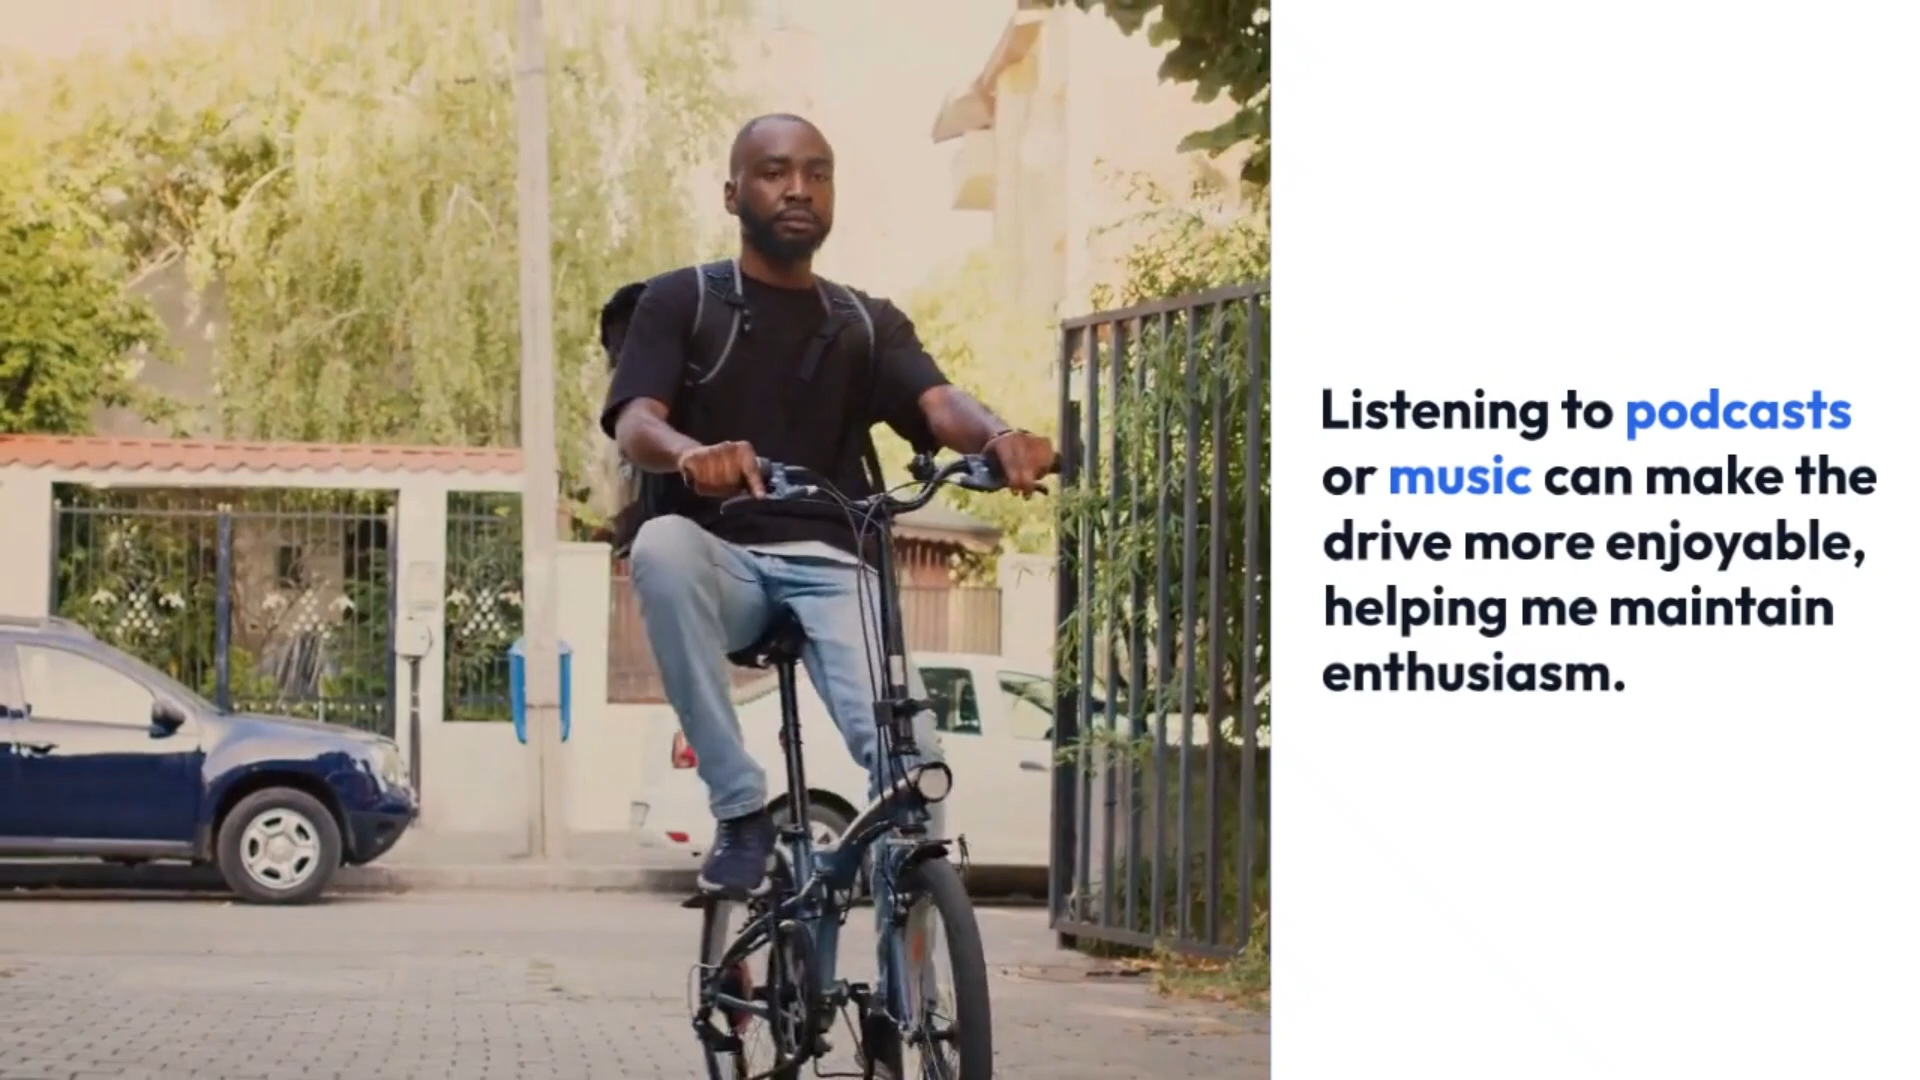 Listening to podcasts
or music can make the
drive more enjoyable,
helping me maintain
enthusiasm.